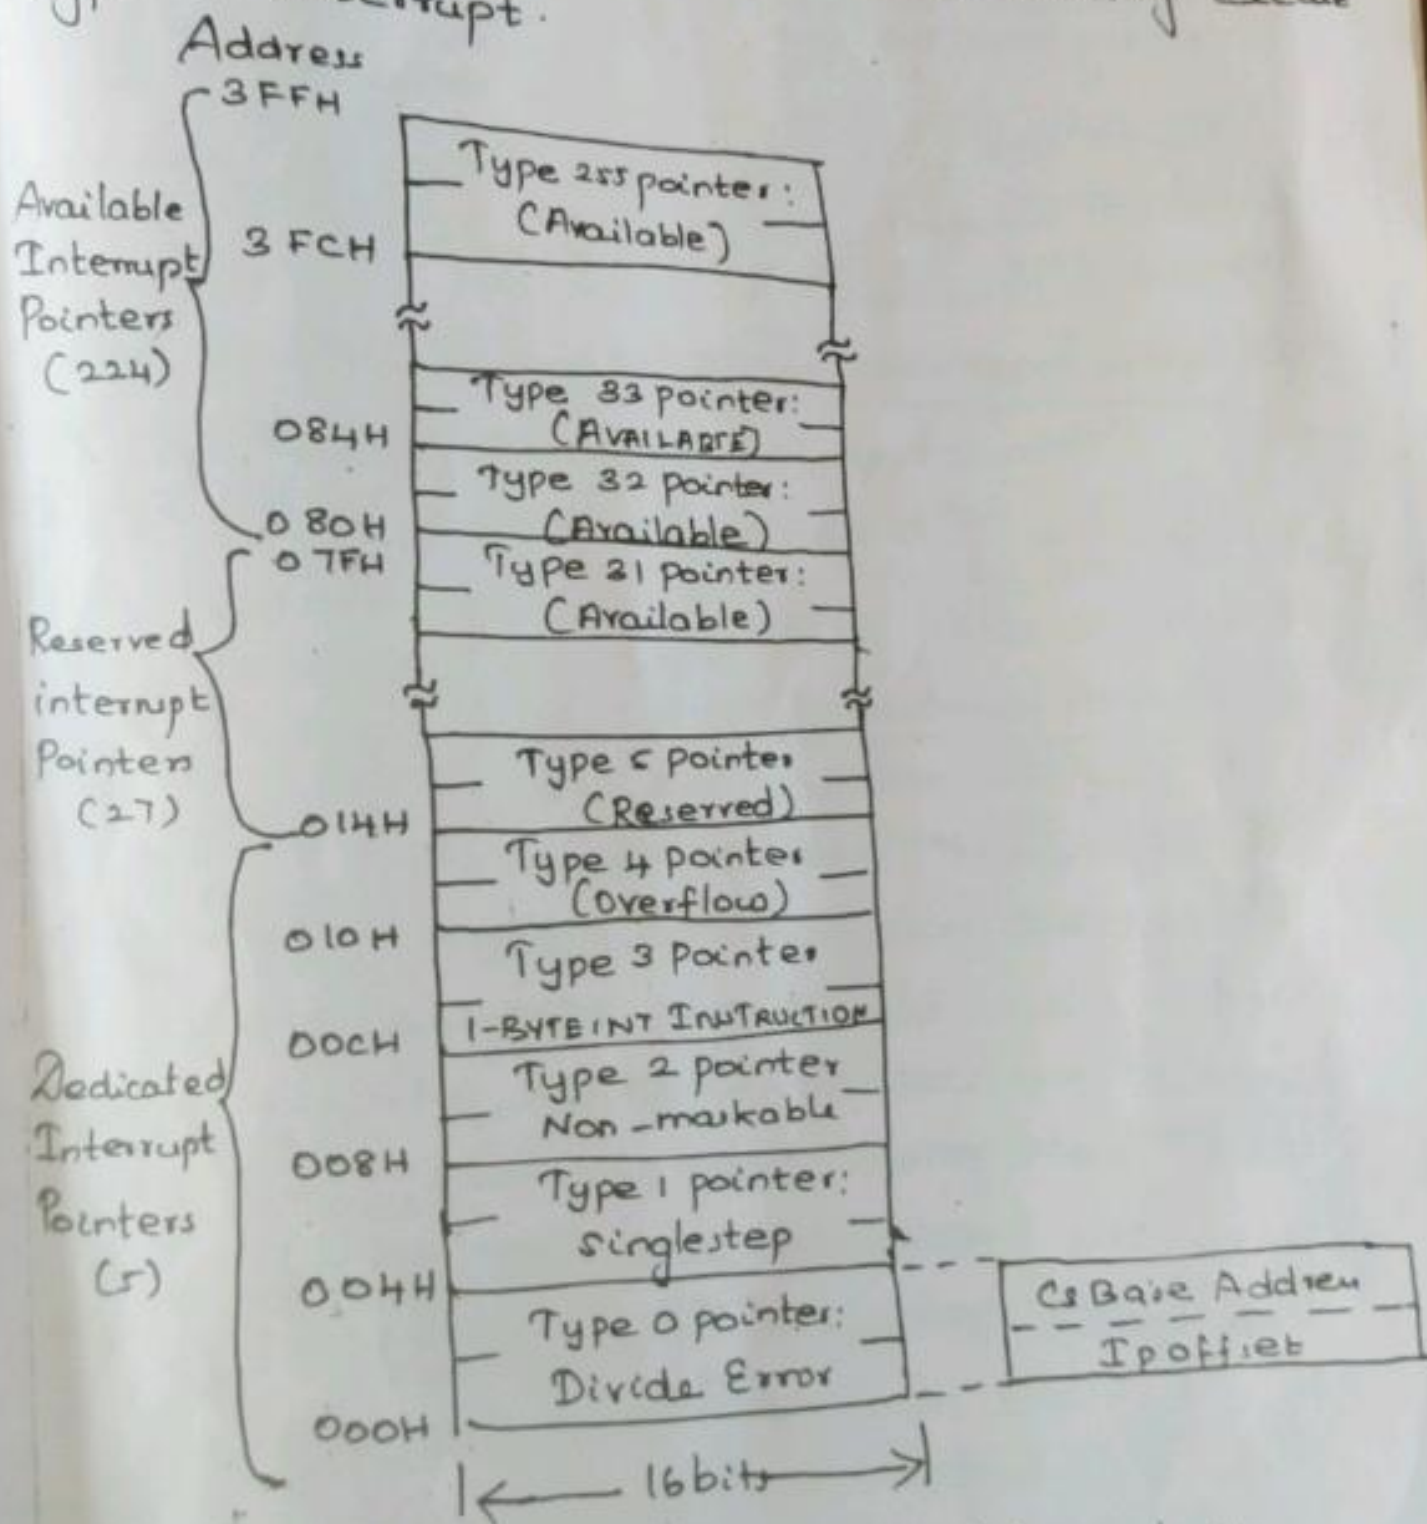 Interrupt.
Address
3FFH
Type 255 pointer:
(Available)
3FCH
Available
Interrupt
Pointers
(224)
Type 33 pointer:
(AVAILABLE)
084H
Type 32 pointer:
(Available)
080H
07FH
Type 31 pointer:
(Available)
Reserved
interrupt
Pointers
(27)
Type 5 pointer
(Reserved)
014H
Type 4 pointer
(Overflow)
010H
Type 3 Pointer
1-BYTE INT INSTRUCTION
00CH
Type 2 pointer
Non-maskable
008H
Dedicated
Interrupt
Pointers
(5)
Type 1 pointer:
singlestep
004H
Type 0 pointer:
Divide Error
000H
CS Base Address
Ip offset
16 bits